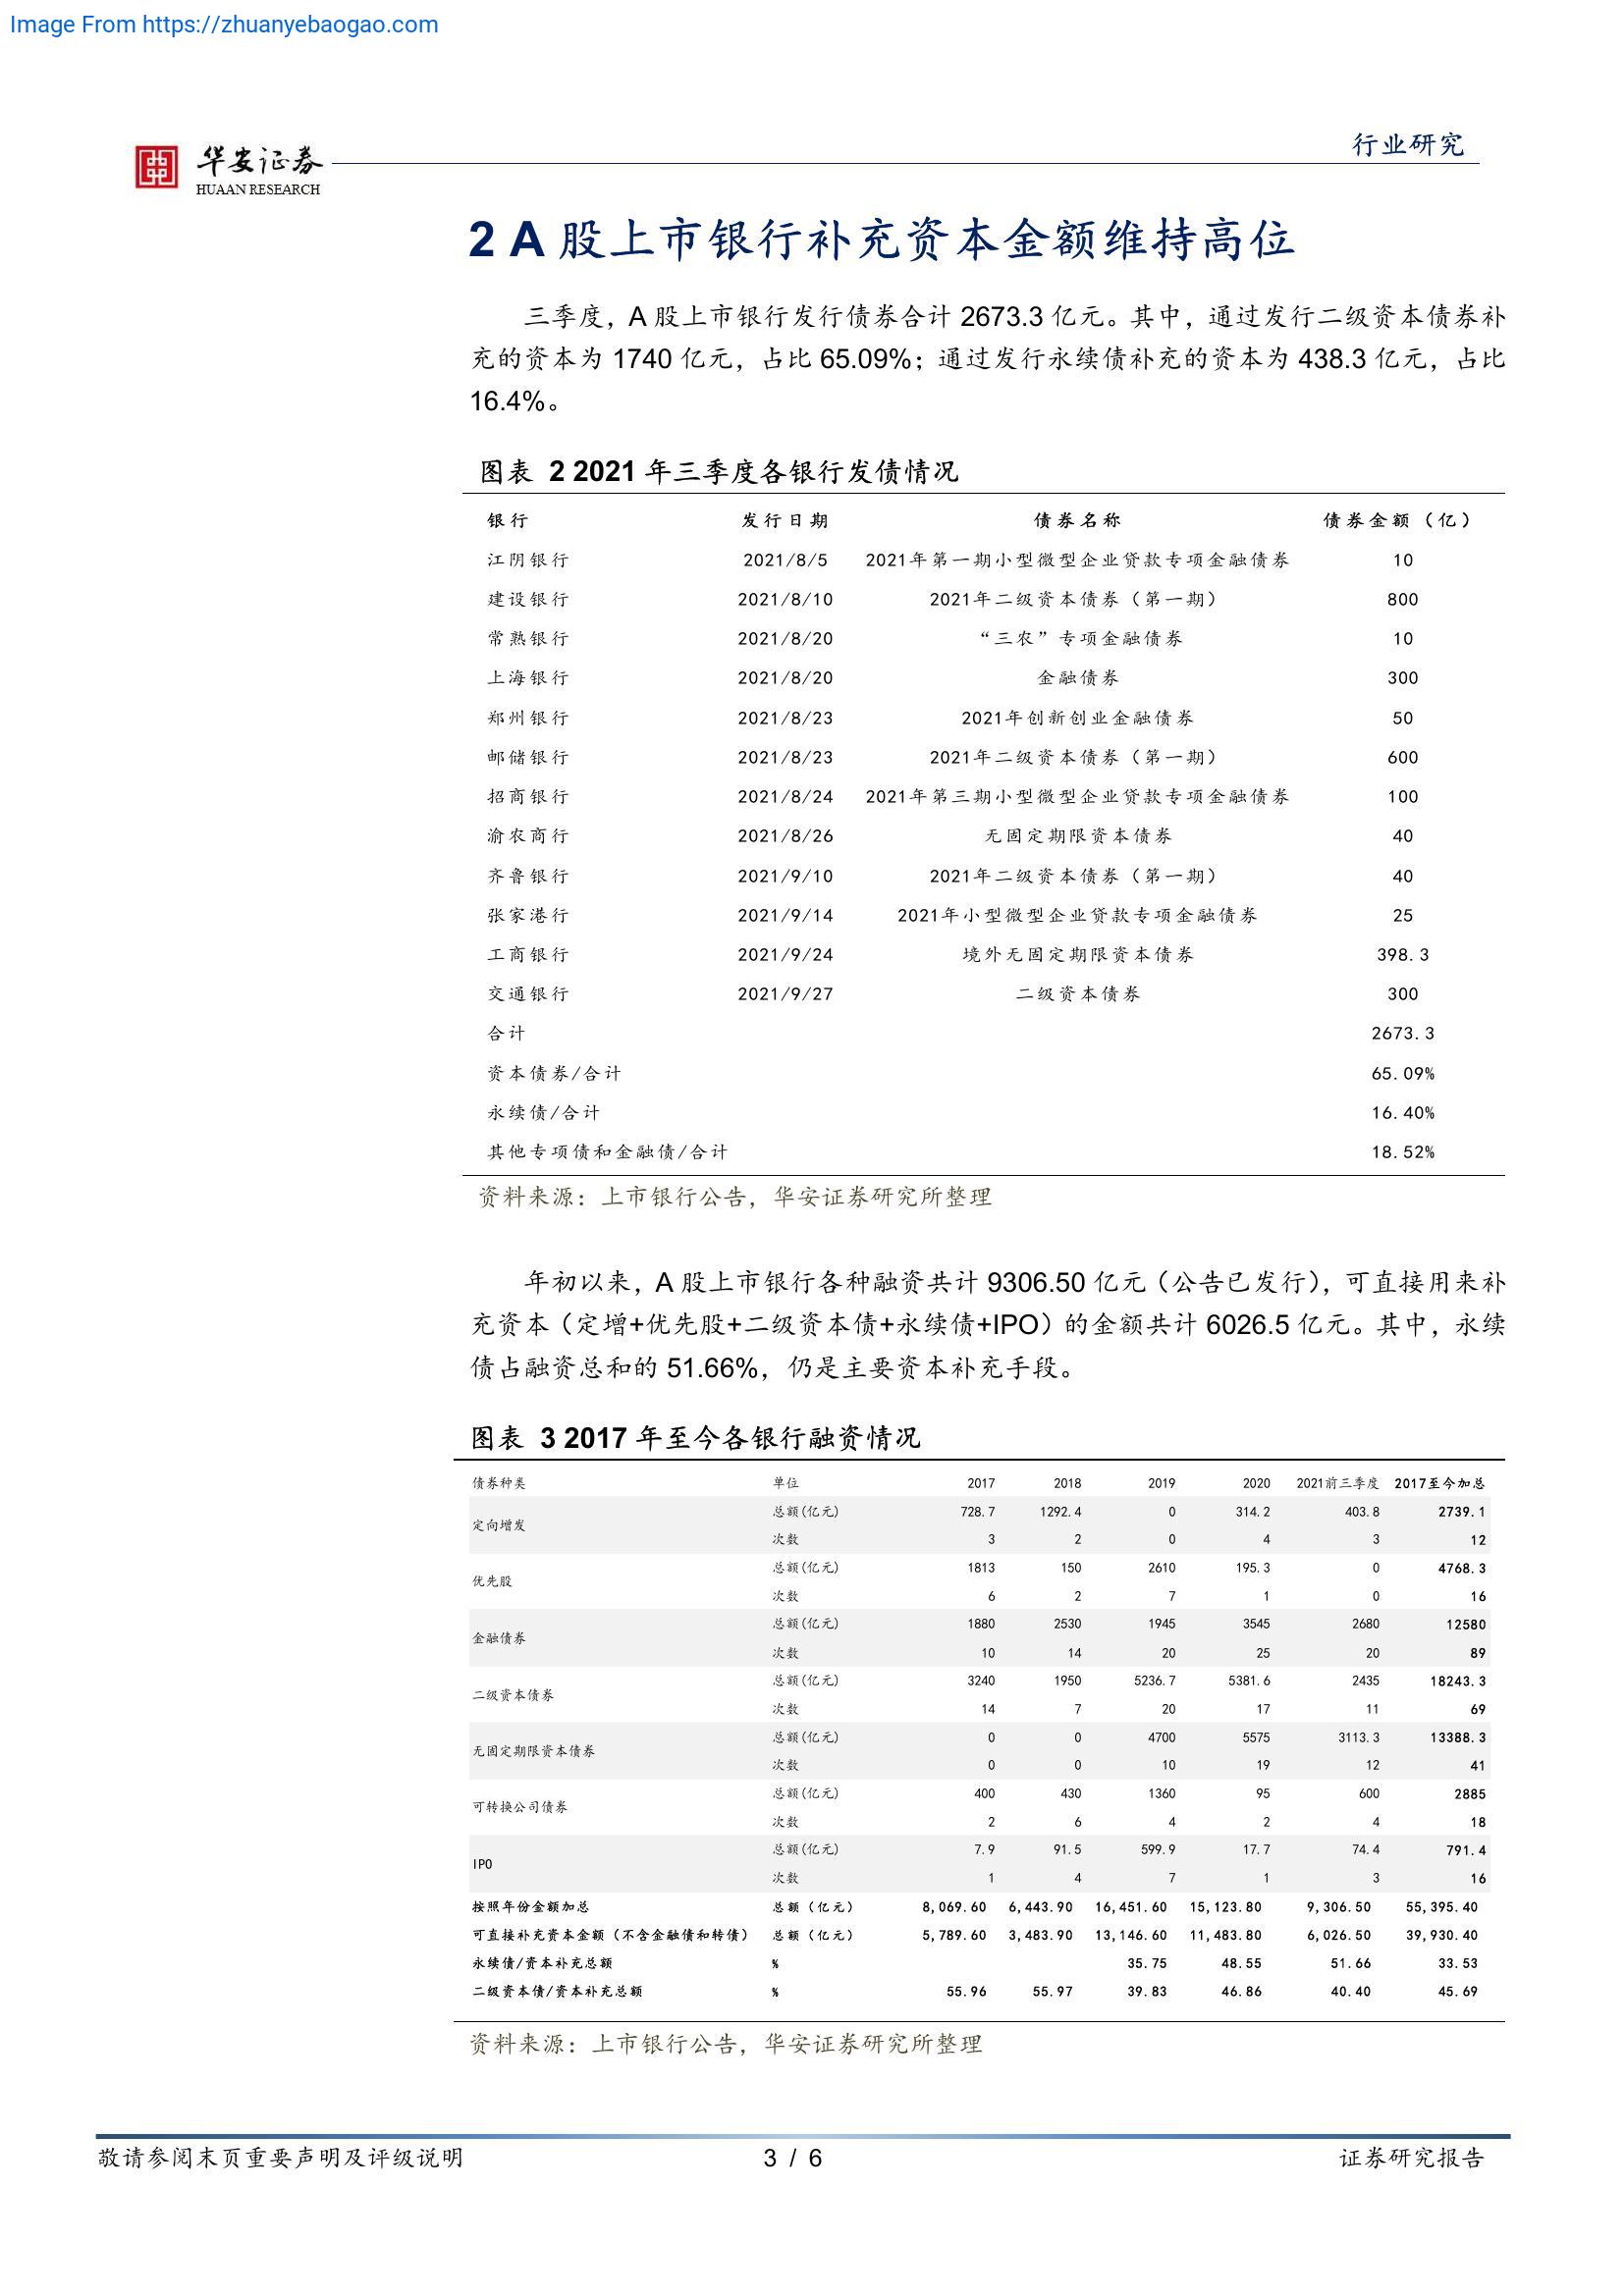 Image From https://zhuanyebaogao.com
华安证券
HUAAN RESEARCH
行业研究
2 A 股上市银行补充资本金额维持高位
三季度，A 股上市银行发行债券合计 2673.3 亿元。其中，通过发行二级资本债券补
充的资本为 1740 亿元，占比 65.09%；通过发行永续债补充的资本为 438.3 亿元，占比
16.4%。
图表 2 2021 年三季度各银行发债情况
银行 发行日期 债券名称 债券金额（亿）
江阴银行 2021/8/5 2021年第一期小型微型企业贷款专项金融债券 10
建设银行 2021/8/10 2021年二级资本债券（第一期） 800
常熟银行 2021/8/20 “三农”专项金融债券 10
上海银行 2021/8/20 金融债券 300
郑州银行 2021/8/23 2021年创新创业金融债券 50
邮储银行 2021/8/23 2021年二级资本债券（第一期） 600
招商银行 2021/8/24 2021年第三期小型微型企业贷款专项金融债券 100
渝农商行 2021/8/26 无固定期限资本债券 40
齐鲁银行 2021/9/10 2021年二级资本债券（第一期） 40
张家港行 2021/9/14 2021年小型微型企业贷款专项金融债券 25
工商银行 2021/9/24 境外无固定期限资本债券 398.3
交通银行 2021/9/27 二级资本债券 300
合计 2673.3
资本债券/合计 65.09%
永续债/合计 16.40%
其他专项债和金融债/合计 18.52%
资料来源：上市银行公告，华安证券研究所整理
年初以来，A 股上市银行各种融资共计 9306.50 亿元（公告已发行），可直接用来补
充资本（定增+优先股+二级资本债+永续债+IPO）的金额共计 6026.5 亿元。其中，永续
债占融资总和的 51.66%，仍是主要资本补充手段。
图表 3 2017 年至今各银行融资情况
债券种类 单位 2017 2018 2019 2020 2021前三季度 2017至今加总
定向增发 总额(亿元) 728.7 1292.4 0 314.2 403.8 2739.1
次数 3 2 0 4 3 12
优先股 总额(亿元) 1813 150 2610 195.3 0 4768.3
次数 6 2 7 1 0 16
金融债券 总额(亿元) 1880 2530 1945 3545 2680 12580
次数 10 14 20 25 20 89
二级资本债券 总额(亿元) 3240 1950 5236.7 5381.6 2435 18243.3
次数 14 7 20 17 11 69
无固定期限资本债券 总额(亿元) 0 0 4700 5575 3113.3 13388.3
次数 0 0 10 19 12 41
可转换公司债券 总额(亿元) 400 430 1360 95 600 2885
次数 2 6 4 2 4 18
IPO 总额(亿元) 7.9 91.5 599.9 17.7 74.4 791.4
次数 1 4 7 1 3 16
按照年份金额加总 总额（亿元） 8,069.60 6,443.90 16,451.60 15,123.80 9,306.50 55,395.40
可直接补充资本金额（不含金融债和转债） 总额（亿元） 5,789.60 3,483.90 13,146.60 11,483.80 6,026.50 39,930.40
永续债/资本补充总额 % 35.75 48.55 51.66 33.53
二级资本债/资本补充总额 % 55.96 55.97 39.83 46.86 40.40 45.69
资料来源：上市银行公告，华安证券研究所整理
敬请参阅末页重要声明及评级说明 3 / 6 证券研究报告